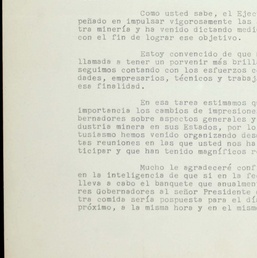 Como usted sabe, el Ejec
peñado en impulsar vigorosamente las
tra minería y ha venido dictando medi
con el fin de lograr ese objetivo.
Estoy convencido de que
llamada a tener un porvenir más brill
seguimos contando con los esfuerzos c
dades, empresarios, técnicos y trabaj
esa finalidad.
En esa tarea estimamos q
importancia los cambios de impresione
bernadores sobre aspectos generales y
dustria minera en sus Estados, por lo
tusiasmo hemos venido organizando des
tas reuniones en las que usted nos ha
ticipar y que han tenido magníficos r
Mucho le agradeceré conf
en la inteligencia de que si en la fec
lleva a cabo el banquete que anualmen
cen Gobernadores al señor Presidente d
tra comida sería pospuesta para el dí
próximo, a la misma hora y en el mism